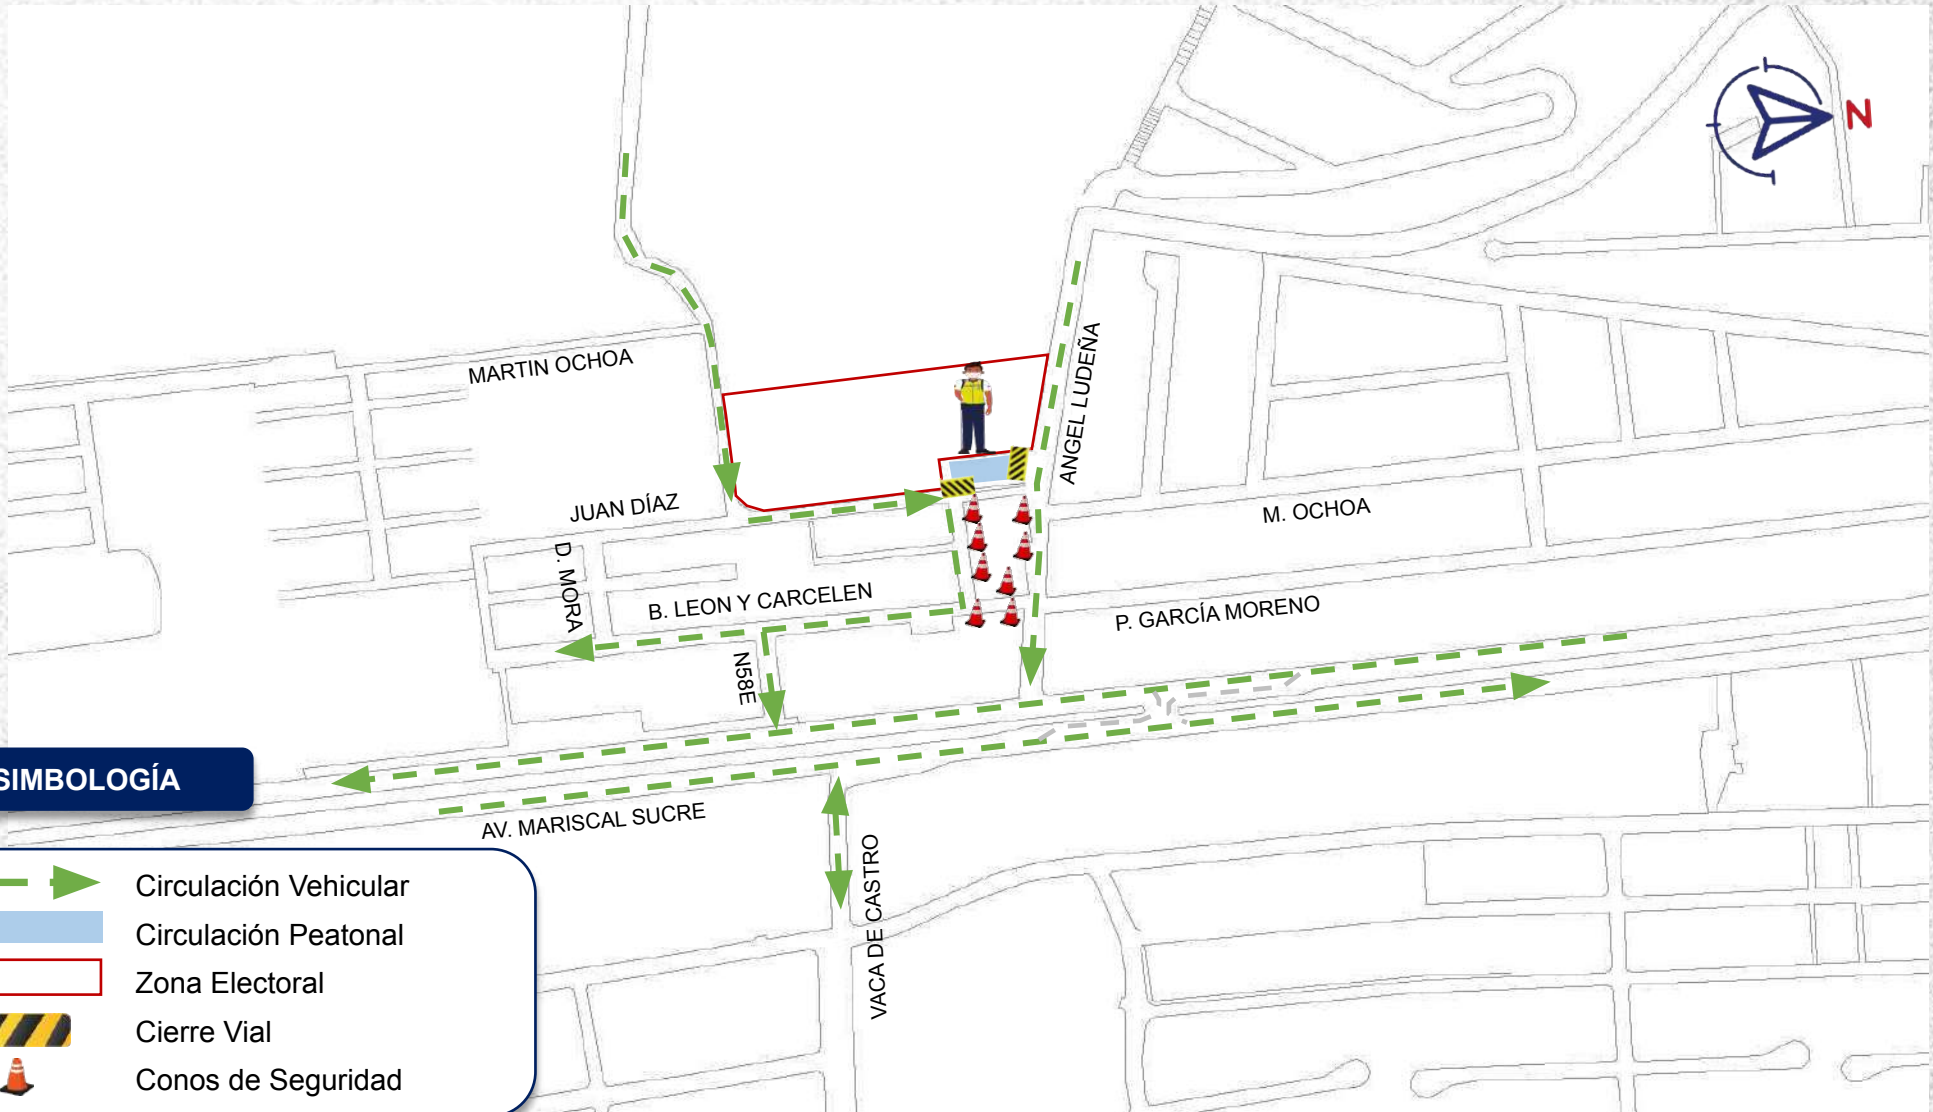 N
MARTIN OCHOA
ANGEL LUDEÑA
JUAN DÍAZ
M. OCHOA
D. MORA
B. LEON Y CARCELEN
P. GARCÍA MORENO
N58E
SIMBOLOGÍA
AV. MARISCAL SUCRE
VACA DE CASTRO
Circulación Vehicular
Circulación Peatonal
Zona Electoral
Cierre Vial
Conos de Seguridad